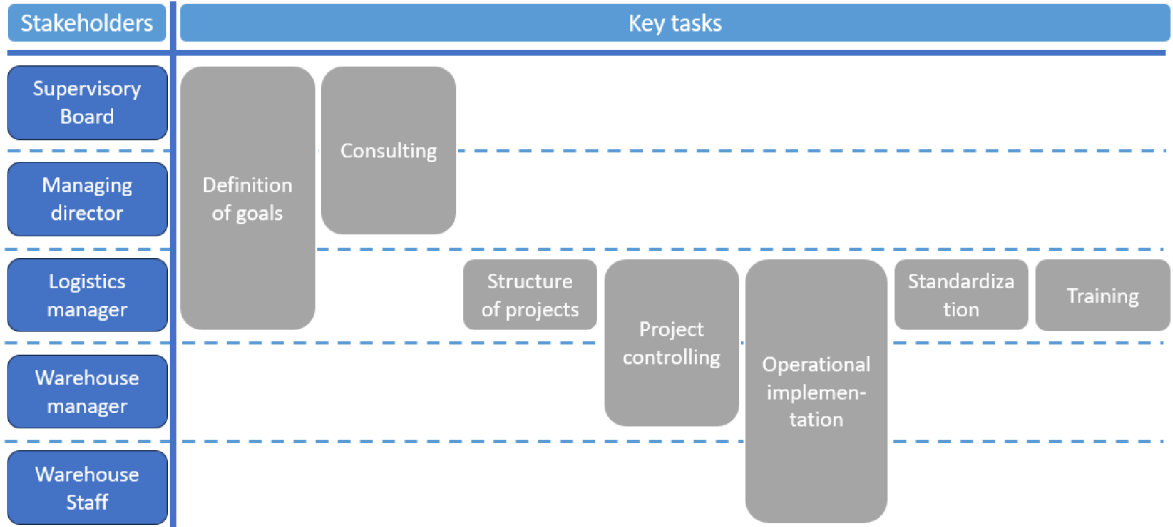 Stakeholders
Key tasks
Supervisory
Board
Consulting
Managing
director
Definition
of goals
Logistics
manager
Structure
of projects
Project
controlling
Operational
implemen-
tation
Standardiza
tion
Training
Warehouse
manager
Warehouse
Staff